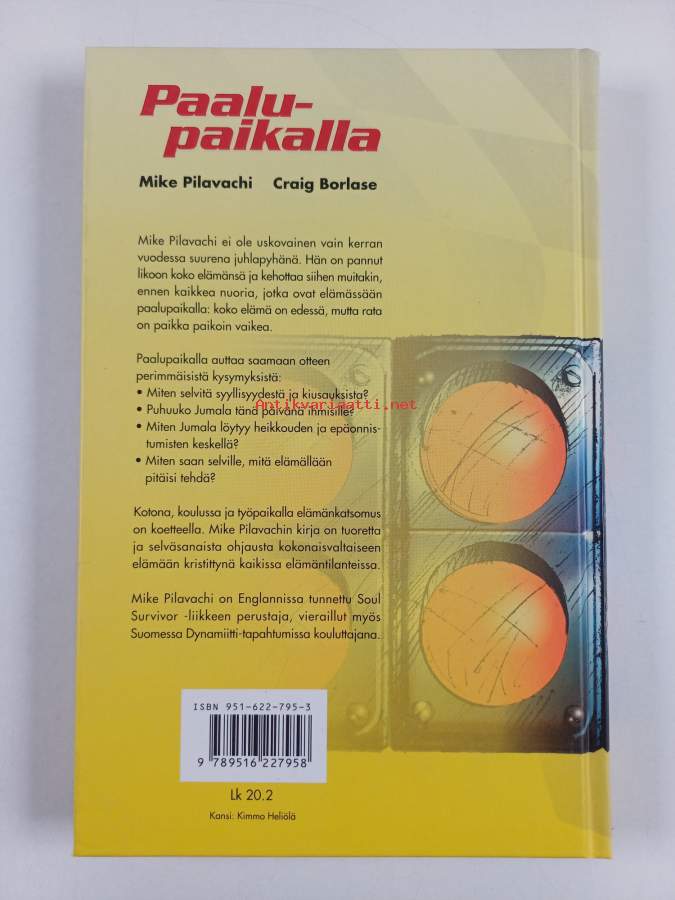 Paalu-
paikalla
Mike Pilavachi Craig Borlase
Mike Pilavachi ei ole uskovainen vain kerran
vuodessa suurena juhlapyhänä. Hän on pannut
likoon koko elämänsä ja kehottaa siihen muitakin,
ennen kaikkea nuoria, jotka ovat elämässään
paalupaikalla: koko elämä on edessä, mutta rata
on paikka paikoin vaikea.
Paalupaikalla auttaa saamaan otteen
perimmäisistä kysymyksistä:
• Miten selvitä syyllisyydestä ja kiusauksista?
Antikvariaatti.net
• Puhuuko Jumala tänä päivänä ihmisille?
• Miten Jumala löytyy heikkouden ja epäonnis-
tumisten keskellä?
• Miten saan selville, mitä elämällään
pitäisi tehdä?
Kotona, koulussa ja työpaikalla elämänkatsomus
on koetteella. Mike Pilavachin kirja on tuoretta
ja selväsanaista ohjausta kokonaisvaltaiseen
elämään kristittynä kaikissa elämäntilanteissa.
Mike Pilavachi on Englannissa tunnettu Soul
Survivor -liikkeen perustaja, vieraillut myös
Suomessa Dynamiitti-tapahtumissa kouluttajana.
ISBN 951-622-795-3
9 789516 227958
Lk 20.2
Kansi: Kimmo Heliölä